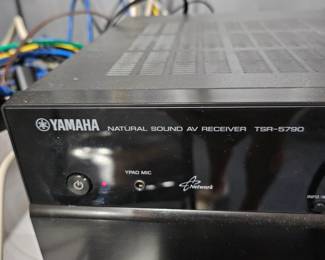 YAMAHA NATURAL SOUND AV RECEIVER TSR-5790
YPAO MIC
Network